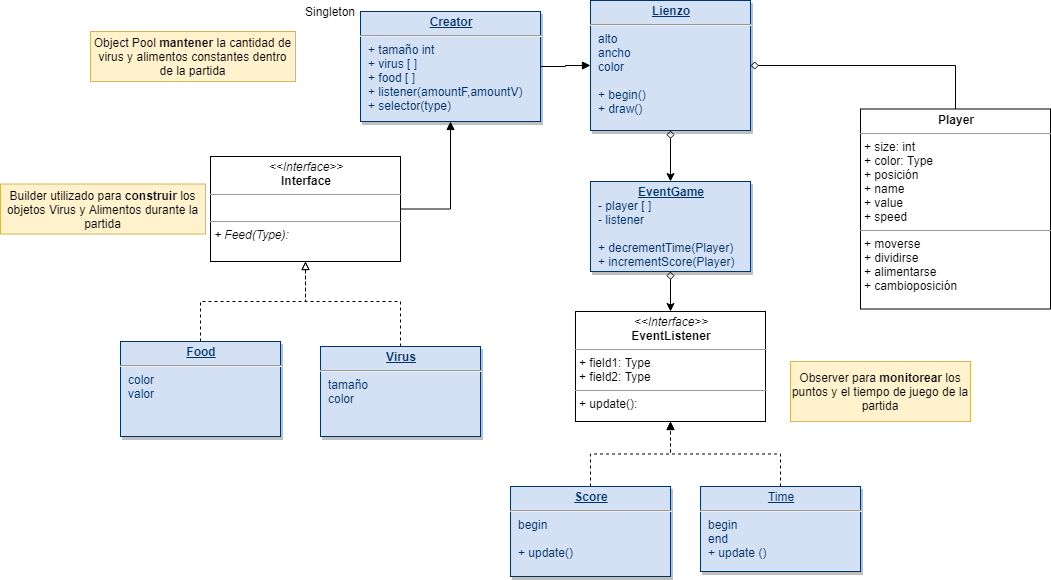 Singleton
Creator
+ tamaño int
+ virus [ ]
+ food [ ]
+ listener(amountF,amountV)
+ selector(type)
Lienzo
alto
ancho
color
+ begin()
+ draw()
Object Pool mantener la cantidad de
virus y alimentos constantes dentro
de la partida
Player
+ size: int
+ color: Type
+ posición
+ name
+ value
+ speed
+ moverse
+ dividirse
+ alimentarse
+ cambioposición
<<Interface>>
Interface
+ Feed(Type):
Builder utilizado para construir los
objetos Virus y Alimentos durante la
partida
EventGame
- player [ ]
- listener
+ decrementTime(Player)
+ incrementScore(Player)
<<Interface>>
EventListener
+ field1: Type
+ field2: Type
+ update():
Food
color
valor
Virus
tamaño
color
Observer para monitorear los
puntos y el tiempo de juego de la
partida
Score
begin
+ update()
Time
begin
end
+ update ()